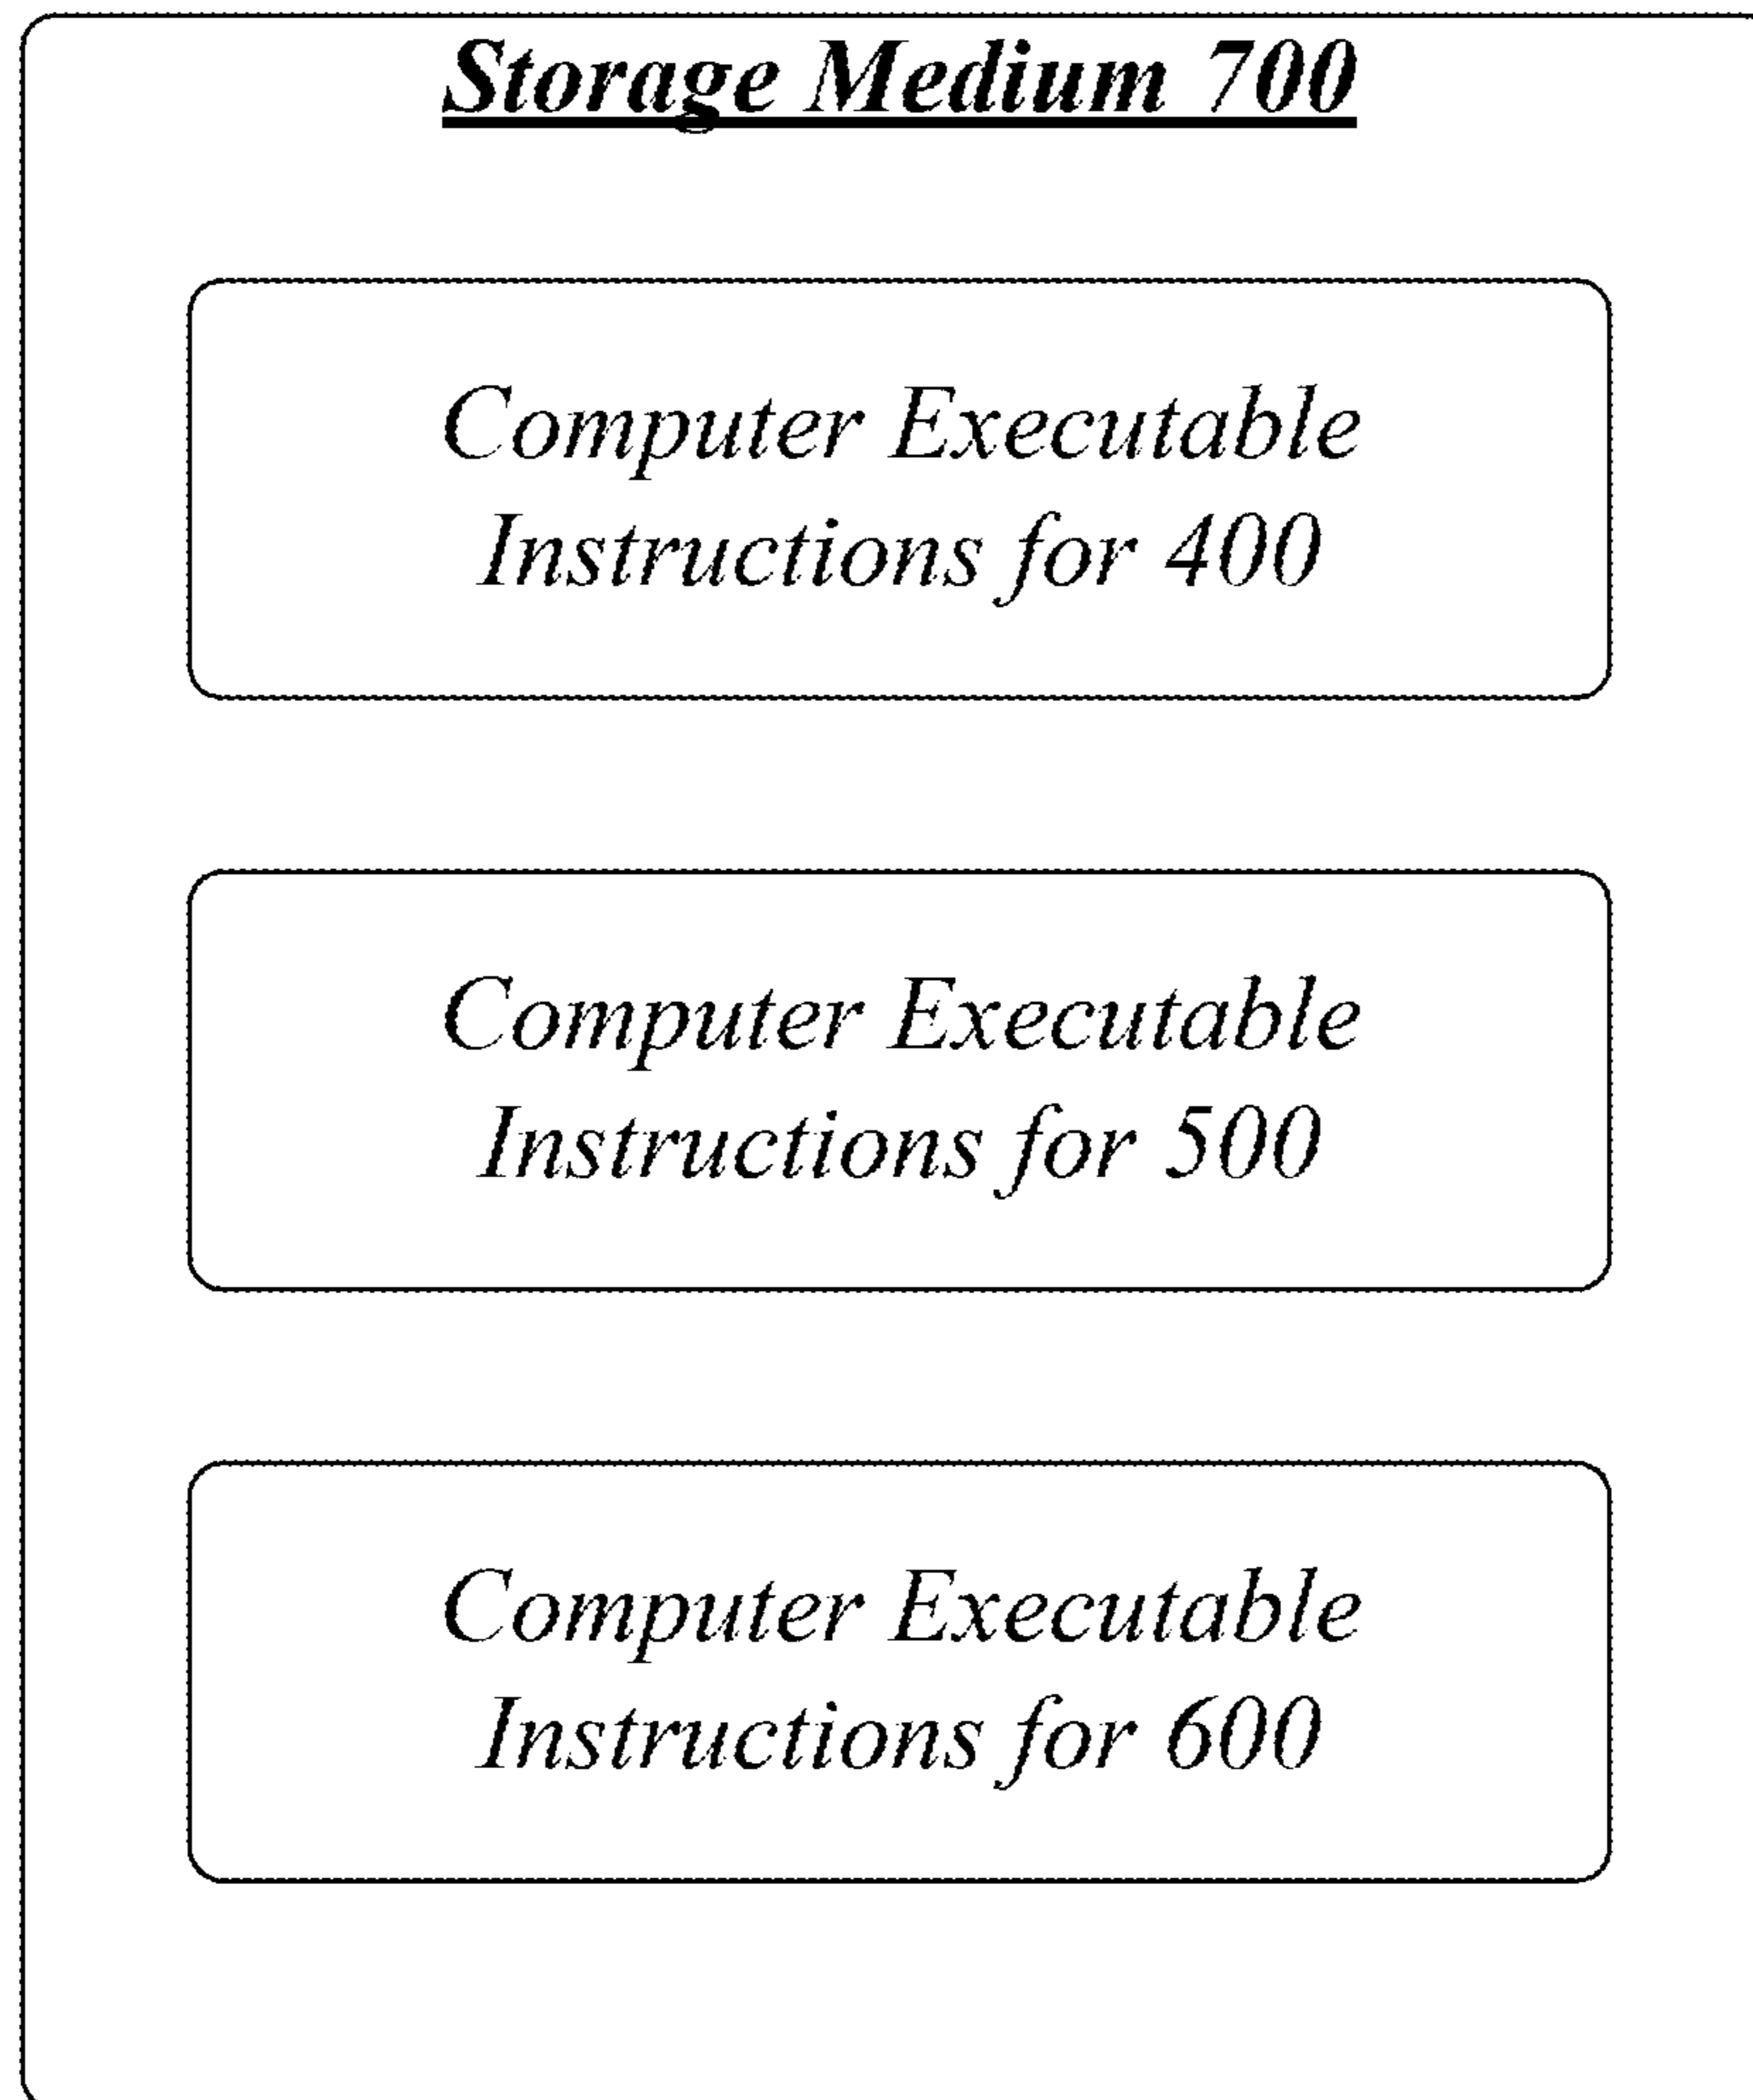 Storage Medium 700
Computer Executable
Instructions for 400
Computer Executable
Instructions for 500
Computer Executable
Instructions for 600